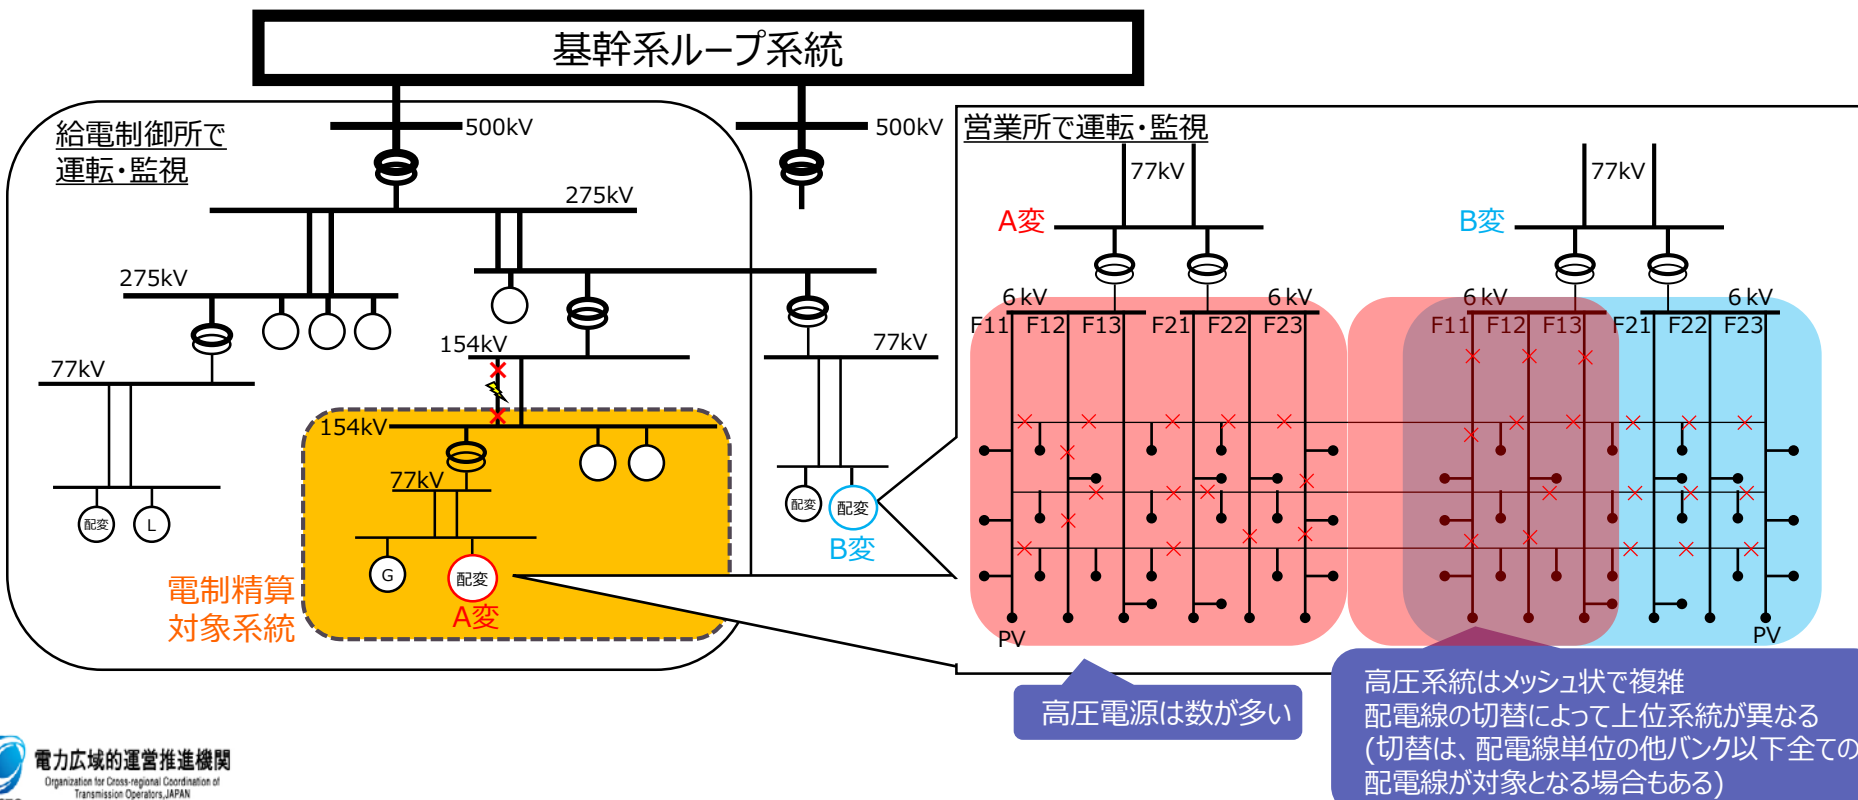 基幹系ループ系統
給電制御所で
運転・監視
500kV
500kV
275kV
275kV
77kV
配変
L
154kV
154kV
77kV
G
配変
A変
電制精算
対象系統
77kV
配変
配変
B変
営業所で運転・監視
77kV
77kV
A変
B変
6 kV
6 kV
6 kV
6 kV
F11
F12
F13
F21
F22
F23
F11
F12
F13
F21
F22
F23
PV
PV
高圧電源は数が多い
高圧系統はメッシュ状で複雑
配電線の切替によって上位系統が異なる
(切替は、配電線単位の他バンク以下全ての
配電線が対象となる場合もある)
電力広域的運営推進機関
Organization for Cross-regional Coordination of
Transmission Operators,JAPAN